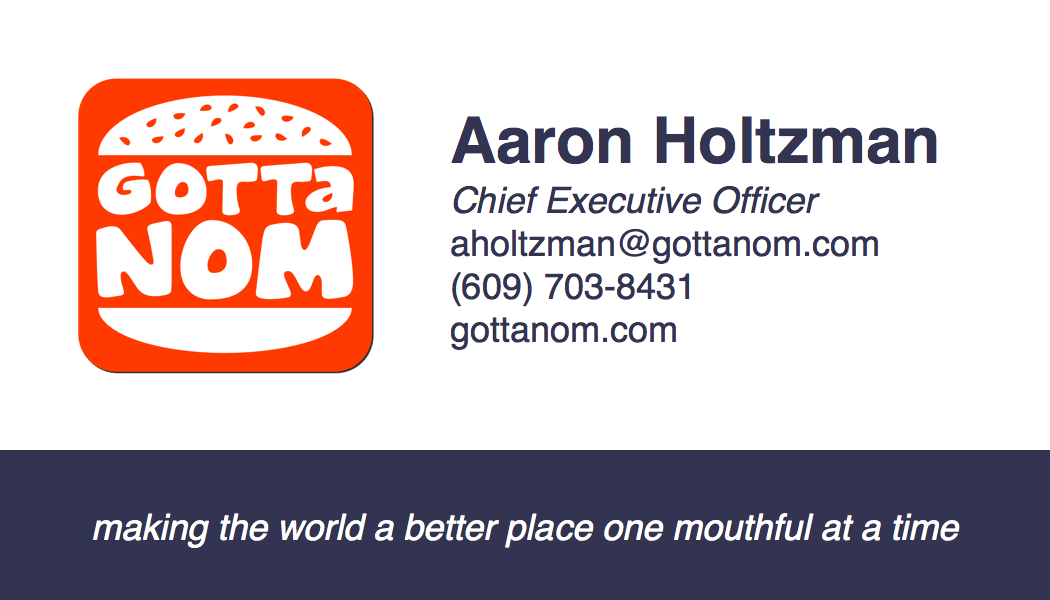 GOTTa
NOM
Aaron Holtzman
Chief Executive Officer
aholtzman@gottanom.com
(609) 703-8431
gottanom.com
making the world a better place one mouthful at a time